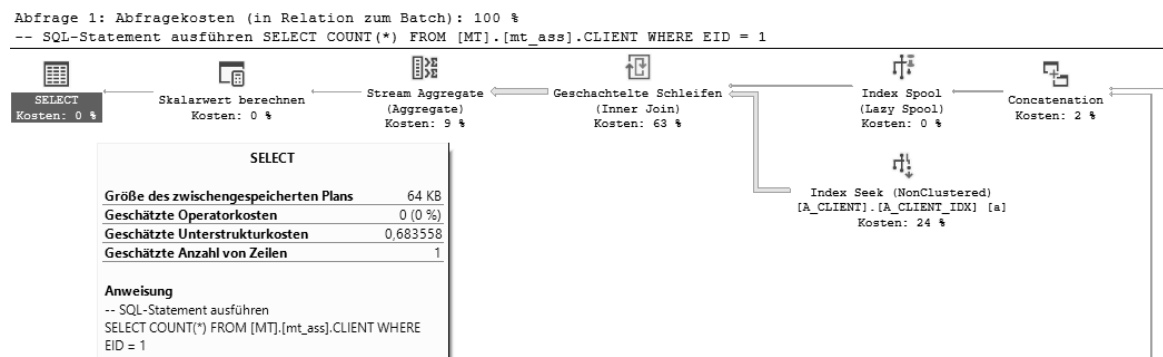 Abfrage 1: Abfragekosten (in Relation zum Batch): 100 %
-- SQL-Statement ausführen SELECT COUNT(*) FROM [MT].[mt_ass].CLIENT WHERE EID = 1
SELECT
Kosten: 0 %
Skalarwert berechnen
Kosten: 0 %
Stream Aggregate
(Aggregate)
Kosten: 9 %
Geschachtelte Schleifen
(Inner Join)
Kosten: 63 %
Index Spool
(Lazy Spool)
Kosten: 0 %
Concatenation
Kosten: 2 %
Index Seek (NonClustered)
[A_CLIENT].[A_CLIENT_IDX] [a]
Kosten: 24 %
SELECT
Größe des zwischengespeicherten Plans 64 KB
Geschätzte Operatorkosten 0 (0 %)
Geschätzte Unterstrukturkosten 0,683558
Geschätzte Anzahl von Zeilen 1
Anweisung
-- SQL-Statement ausführen
SELECT COUNT(*) FROM [MT].[mt_ass].CLIENT WHERE
EID = 1